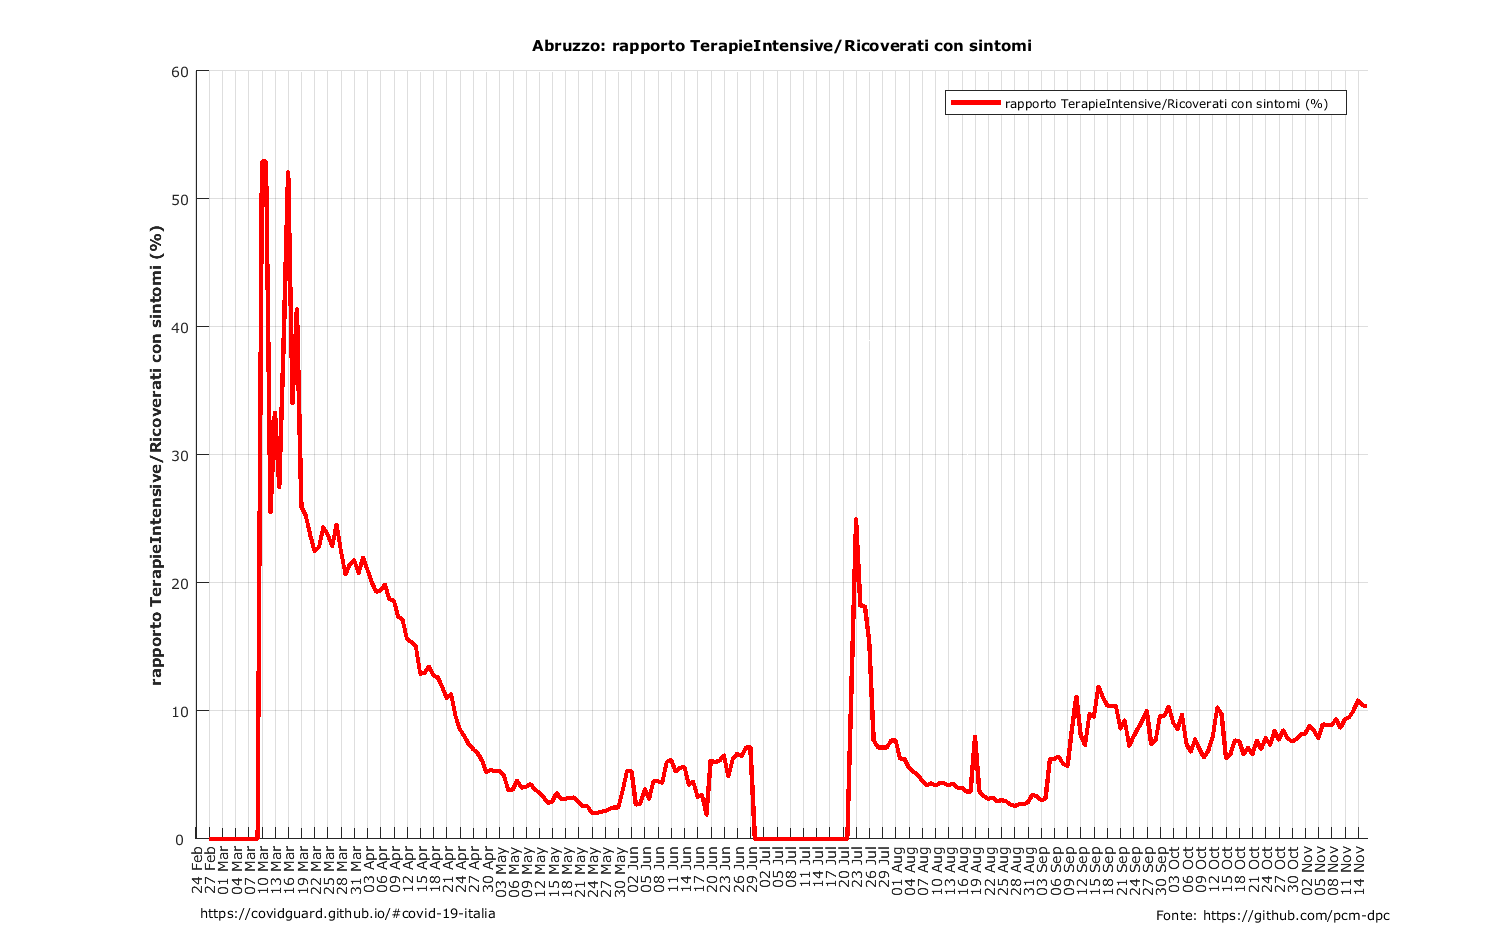 Abruzzo: rapporto TerapieIntensive/Ricoverati con sintomi
rapporto TerapieIntensive/Ricoverati con sintomi (%)
rapporto TerapieIntensive/Ricoverati con sintomi (%)
60
50
40
30
20
10
0
24 Feb
27 Feb
01 Mar
04 Mar
07 Mar
10 Mar
13 Mar
16 Mar
19 Mar
22 Mar
25 Mar
28 Mar
31 Mar
03 Apr
06 Apr
09 Apr
12 Apr
15 Apr
18 Apr
21 Apr
24 Apr
27 Apr
30 Apr
03 May
06 May
09 May
12 May
15 May
18 May
21 May
24 May
27 May
30 May
02 Jun
05 Jun
08 Jun
11 Jun
14 Jun
17 Jun
20 Jun
23 Jun
26 Jun
29 Jun
02 Jul
05 Jul
08 Jul
11 Jul
14 Jul
17 Jul
20 Jul
23 Jul
26 Jul
29 Jul
01 Aug
04 Aug
07 Aug
10 Aug
13 Aug
16 Aug
19 Aug
22 Aug
25 Aug
28 Aug
31 Aug
03 Sep
06 Sep
09 Sep
12 Sep
15 Sep
18 Sep
21 Sep
24 Sep
27 Sep
30 Sep
03 Oct
06 Oct
09 Oct
12 Oct
15 Oct
18 Oct
21 Oct
24 Oct
27 Oct
30 Oct
02 Nov
05 Nov
08 Nov
11 Nov
14 Nov
https://covidguard.github.io/#covid-19-italia
Fonte: https://github.com/pcm-dpc